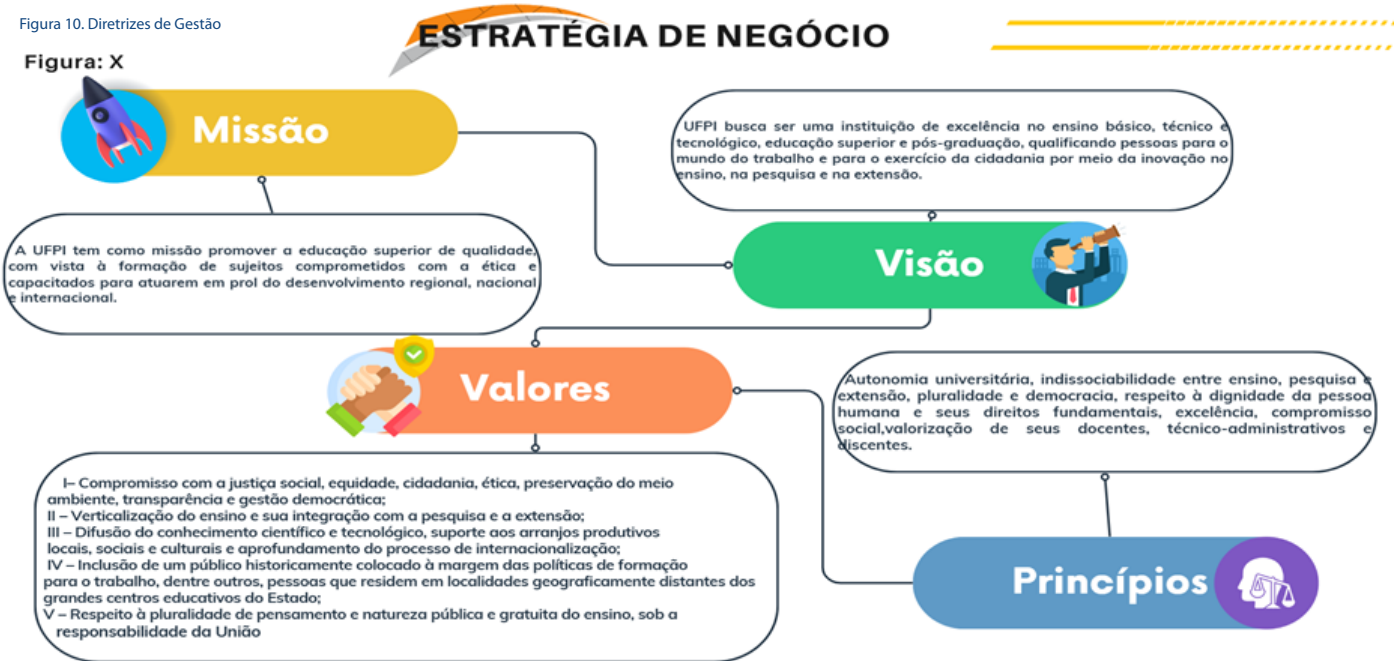 Figura 10. Diretrizes de Gestão
ESTRATÉGIA DE NEGÓCIO
Figura: X
Missão
A UFPI tem como missão promover a educação superior de qualidade,
com vista à formação de sujeitos comprometidos com a ética e
capacitados para atuarem em prol do desenvolvimento regional, nacional
e internacional.
UFPI busca ser uma instituição de excelência no ensino básico, técnico e
tecnológico, educação superior e pós-graduação, qualificando pessoas para o
mundo do trabalho e para o exercício da cidadania por meio da inovação no
ensino, na pesquisa e na extensão.
Visão
Valores
I– Compromisso com a justiça social, equidade, cidadania, ética, preservação do meio
ambiente, transparência e gestão democrática;
II – Verticalização do ensino e sua integração com a pesquisa e a extensão;
III – Difusão do conhecimento científico e tecnológico, suporte aos arranjos produtivos
locais, sociais e culturais e aprofundamento do processo de internacionalização;
IV – Inclusão de um público historicamente colocado à margem das políticas de formação
para o trabalho, dentre outros, pessoas que residem em localidades geograficamente distantes dos
grandes centros educativos do Estado;
V – Respeito à pluralidade de pensamento e natureza pública e gratuita do ensino, sob a
responsabilidade da União
Autonomia universitária, indissociabilidade entre ensino, pesquisa e
extensão, pluralidade e democracia, respeito à dignidade da pessoa
humana e seus direitos fundamentais, excelência, compromisso
social,valorização de seus docentes, técnico-administrativos e
discentes.
Princípios